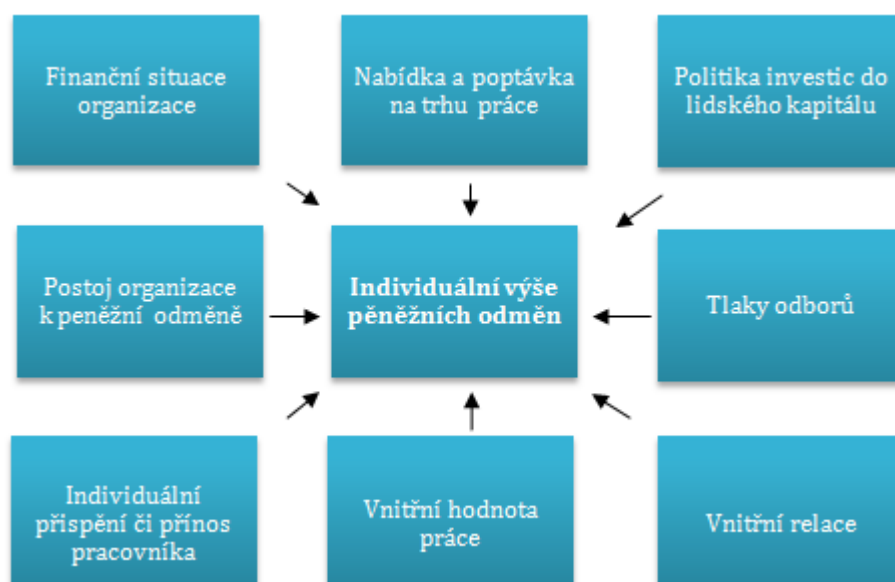 Finanční situace
organizace
Nabídka a poptávka
na trhu práce
Politika investic do
lidského kapitálu
Postoj organizace
k peněžní odměně
Individuální výše
pěněžních odměn
Tlaky odborů
Individuální
přispění či přínos
pracovníka
Vnitřní hodnota
práce
Vnitřní relace